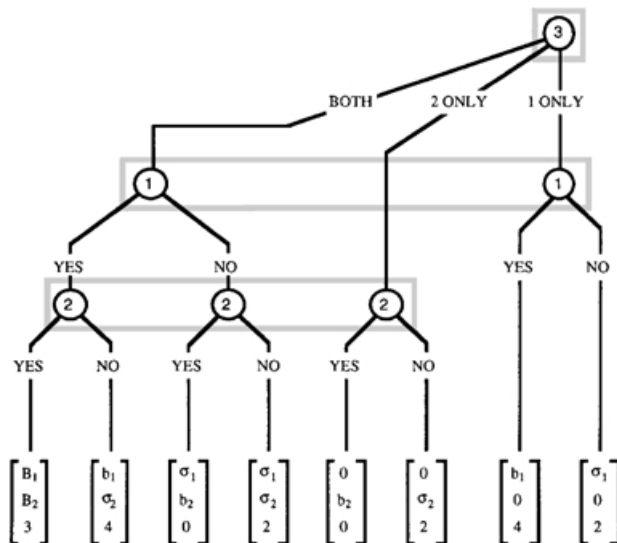 3
BOTH 2 ONLY 1 ONLY
1 1
YES NO YES NO
2 2 2
YES NO YES NO YES NO
B₁ b₁ σ₁ σ₁ 0 0 b₁ σ₁
B₂ σ₂ b₂ σ₂ b₂ σ₂ 0 0
3 4 0 2 0 2 4 2